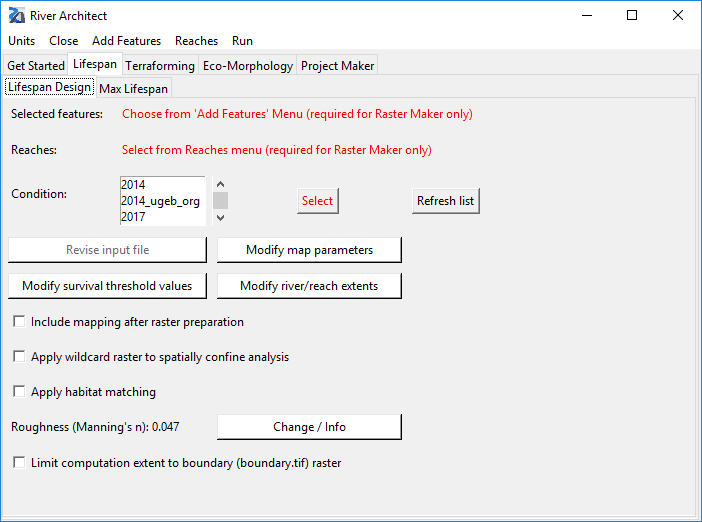 River Architect
Units Close Add Features Reaches Run
Get Started Lifespan Terraforming Eco-Morphology Project Maker
Lifespan Design Max Lifespan
Selected features: Choose from 'Add Features' Menu (required for Raster Maker only)
Reaches: Select from Reaches menu (required for Raster Maker only)
Condition:
2014
2014_ugeb_org
2017
Select Refresh list
Revise input file Modify map parameters
Modify survival threshold values Modify river/reach extents
Include mapping after raster preparation
Apply wildcard raster to spatially confine analysis
Apply habitat matching
Roughness (Manning's n): 0.047 Change / Info
Limit computation extent to boundary (boundary.tif) raster